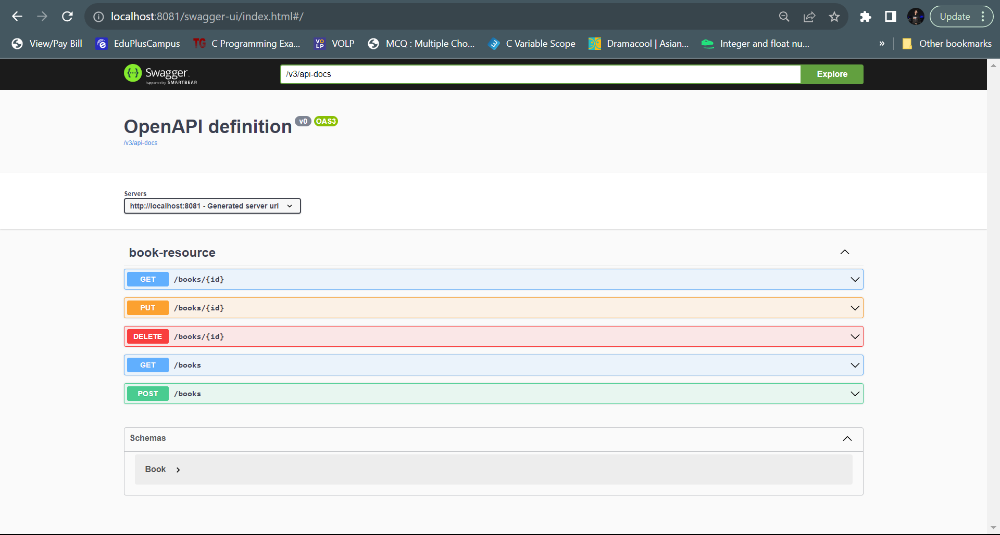 localhost:8081/swagger-ui/index.html#/
Update
View/Pay Bill
EduPlusCampus
TG C Programming Exa...
VOLP VOLP
MCQ : Multiple Cho...
C Variable Scope
Dramacool | Asian...
Integer and float nu...
»
Other bookmarks
{...} Swagger.
Supported by SMARTBEAR
/v3/api-docs
Explore
OpenAPI definition v0 OAS3
/v3/api-docs
Servers
http://localhost:8081 - Generated server url
book-resource
GET /books/{id}
PUT /books/{id}
DELETE /books/{id}
GET /books
POST /books
Schemas
Book